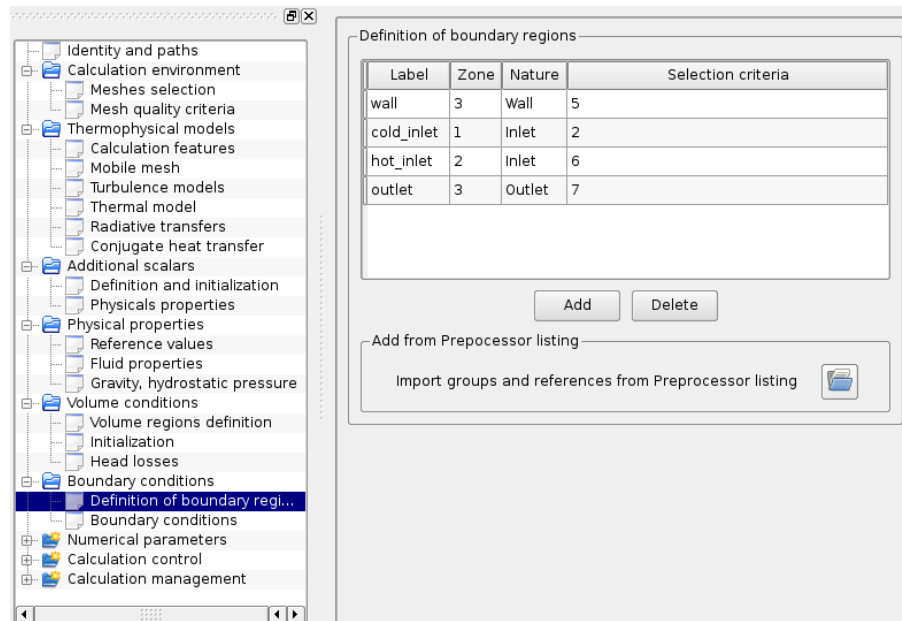 Identity and paths
Calculation environment
Meshes selection
Mesh quality criteria
Thermophysical models
Calculation features
Mobile mesh
Turbulence models
Thermal model
Radiative transfers
Conjugate heat transfer
Additional scalars
Definition and initialization
Physicals properties
Physical properties
Reference values
Fluid properties
Gravity, hydrostatic pressure
Volume conditions
Volume regions definition
Initialization
Head losses
Boundary conditions
Definition of boundary regi...
Boundary conditions
Numerical parameters
Calculation control
Calculation management
Definition of boundary regions
Label Zone Nature Selection criteria
wall 3 Wall 5
cold_inlet 1 Inlet 2
hot_inlet 2 Inlet 6
outlet 3 Outlet 7
Add Delete
Add from Prepocessor listing
Import groups and references from Preprocessor listing